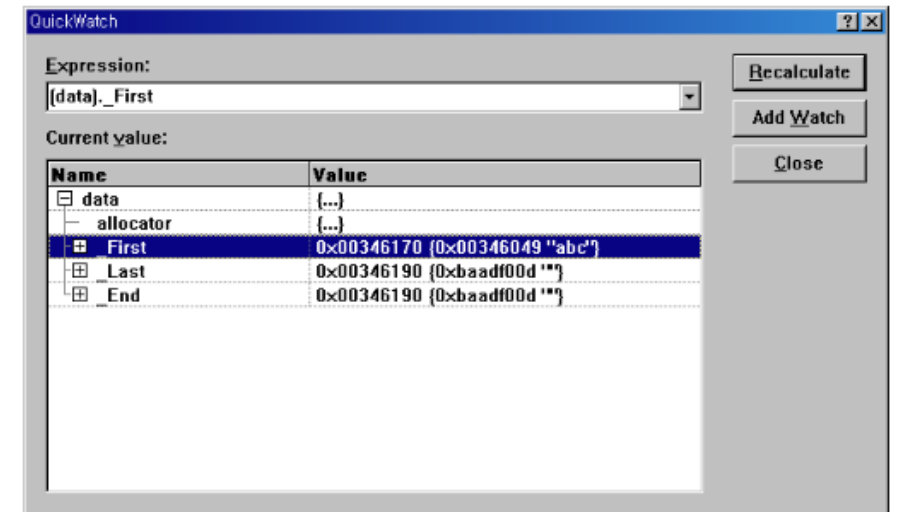 QuickWatch
Expression:
(data)._First
Recalculate
Add Watch
Close
Current value:
Name Value
data {...}
allocator {...}
_First 0x00346170 {0x00346049 "abc"}
_Last 0x00346190 {0xbaadf00d ""}
_End 0x00346190 {0xbaadf00d ""}